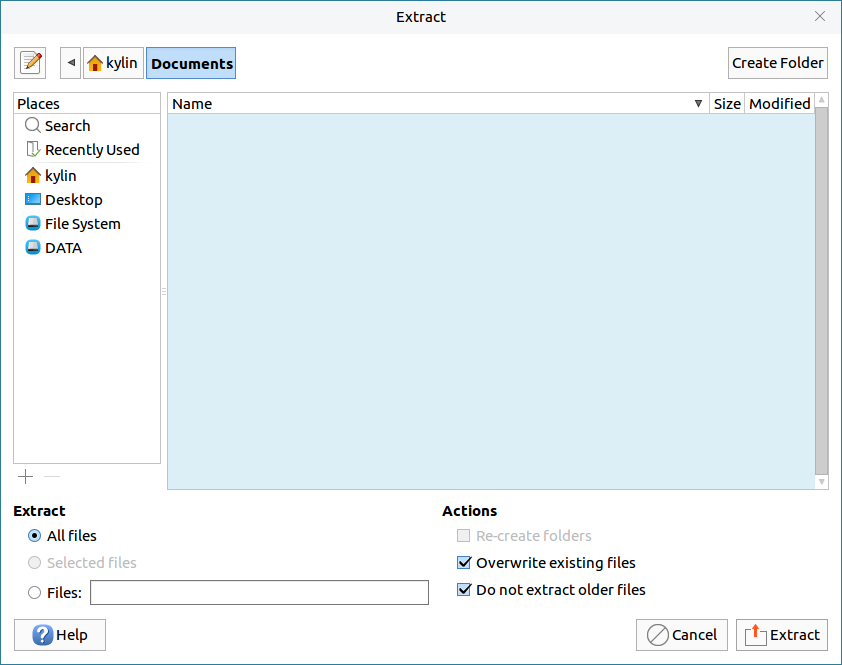 Extract
kylin Documents Create Folder
Places
Search
Recently Used
kylin
Desktop
File System
DATA
Name Size Modified
Extract
All files
Selected files
Files:
Actions
Re-create folders
Overwrite existing files
Do not extract older files
Help Cancel Extract